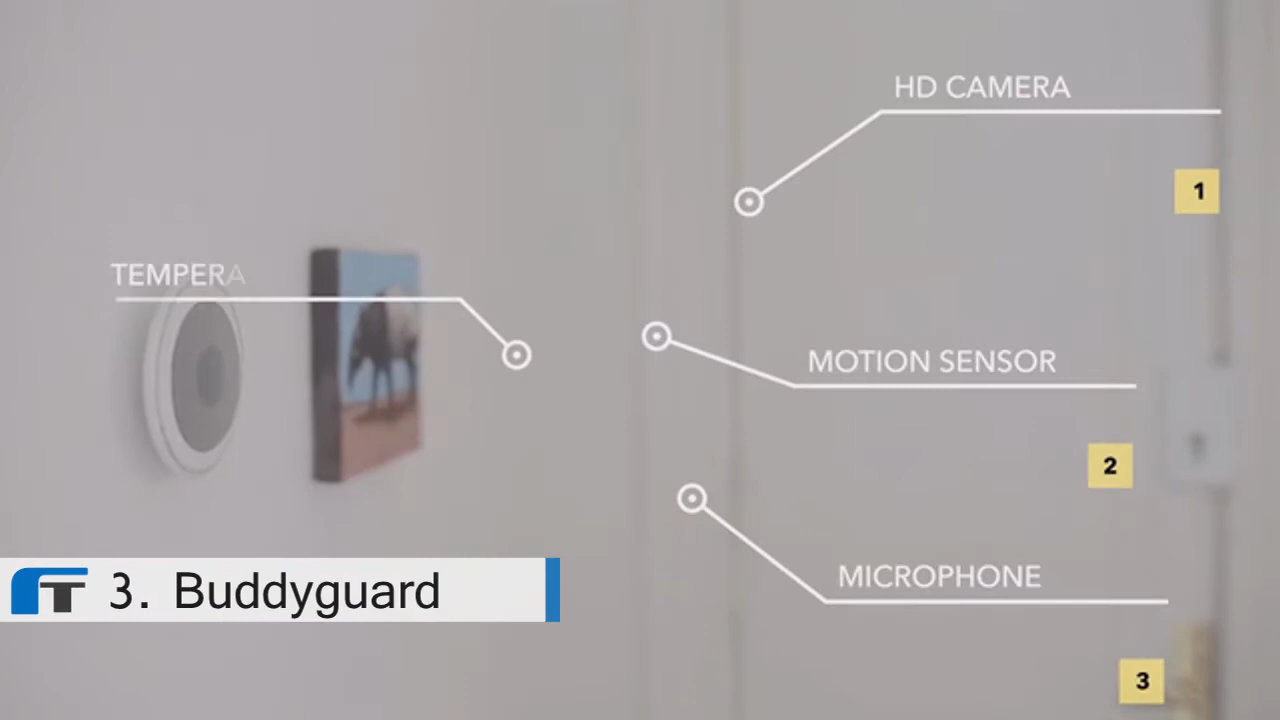 HD CAMERA
1
TEMPERA
MOTION SENSOR
2
MICROPHONE
3. Buddyguard
3